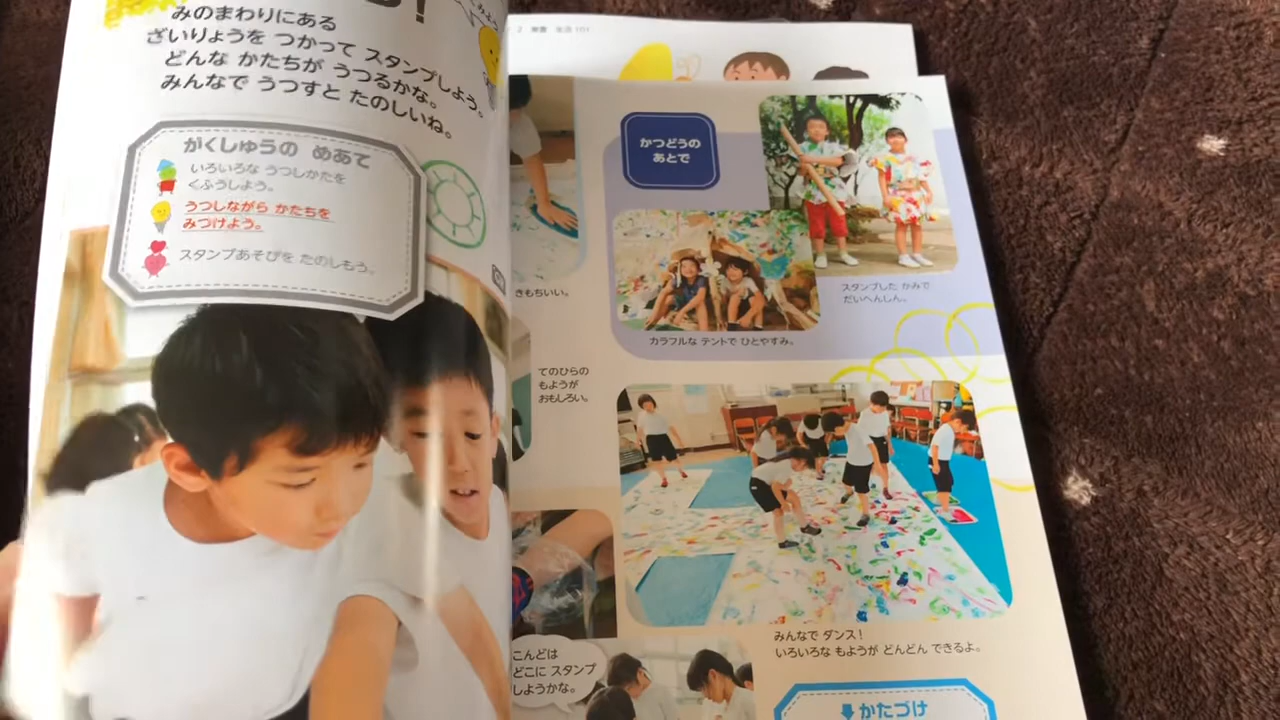 みのまわりにある
ざいりょうを つかって スタンプしよう。
どんな かたちが うつるかな。
みんなで うつすと たのしいね。
がくしゅうの めあて
いろいろな うつしかたを
くふうしよう。
うつしながら かたちを
みつけよう。
スタンプあそびを たのしもう。
きもちいい。
てのひらの
もようが
おもしろい。
こんどは
どこに スタンプ
しようかな。
かつどうの
あとで
スタンプした かみで
だいへんしん。
カラフルな テントで ひとやすみ。
みんなで ダンス!
いろいろな もようが どんどん できるよ。
かたづけ